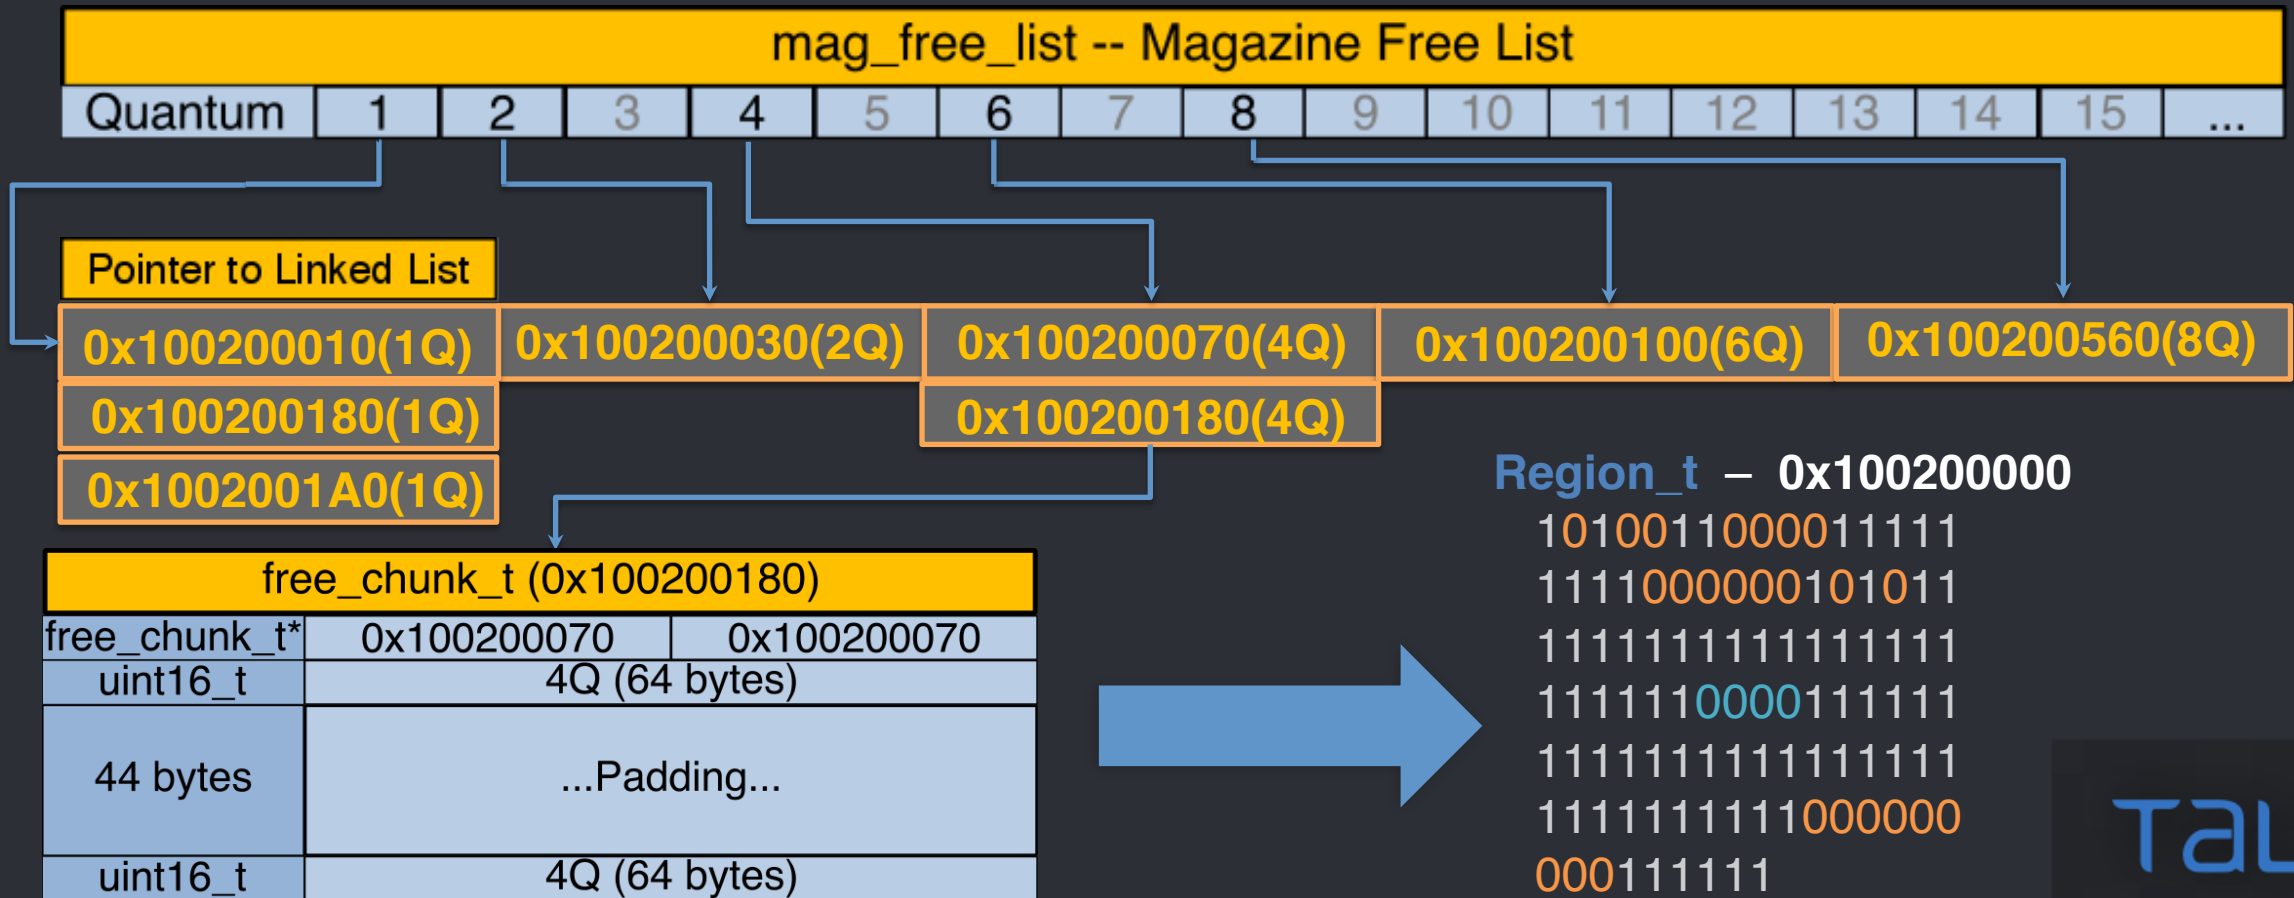 mag_free_list -- Magazine Free List
Quantum 1 2 3 4 5 6 7 8 9 10 11 12 13 14 15 ...
Pointer to Linked List
0x100200010(1Q) 0x100200030(2Q) 0x100200070(4Q) 0x100200100(6Q) 0x100200560(8Q)
0x100200180(1Q) 0x100200180(4Q)
0x1002001A0(1Q)
free_chunk_t (0x100200180)
free_chunk_t* 0x100200070 0x100200070
uint16_t 4Q (64 bytes)
44 bytes ...Padding...
uint16_t 4Q (64 bytes)
Region_t – 0x100200000
1010011000011111
1111000000101011
1111111111111111
1111110000111111
1111111111111111
1111111111000000
000111111